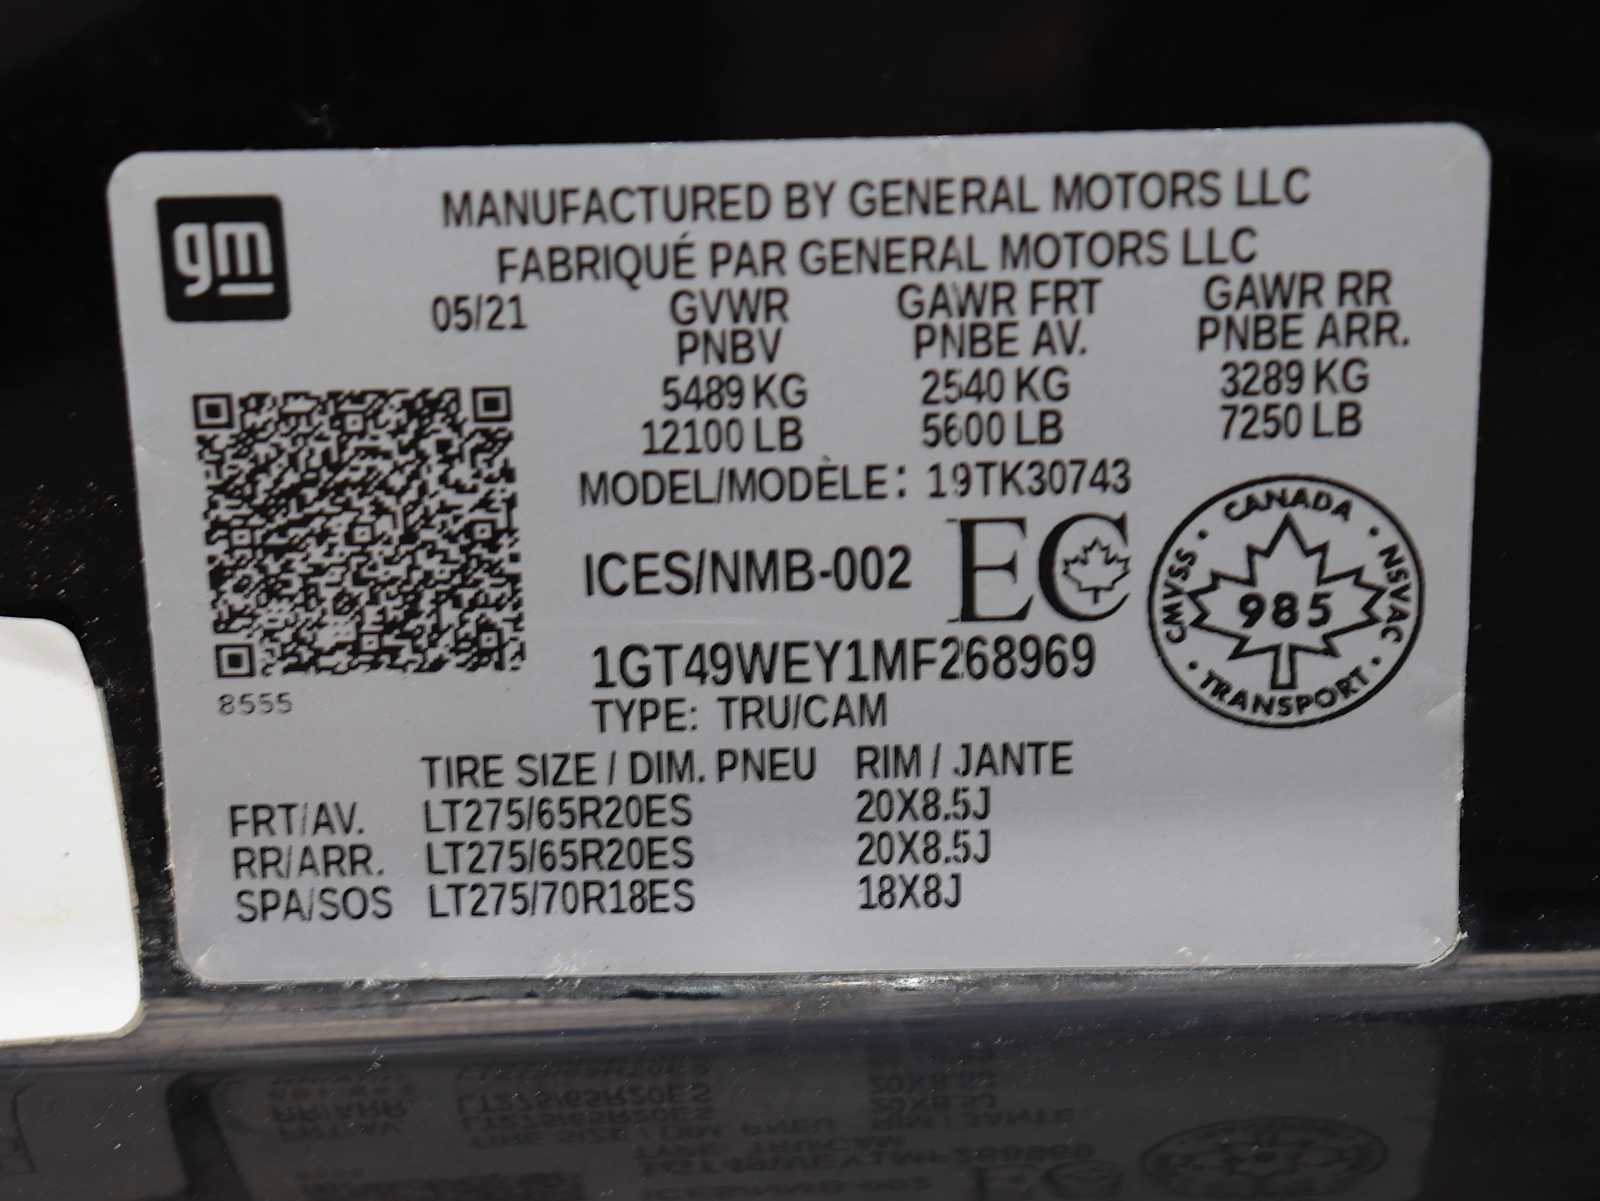 gm
MANUFACTURED BY GENERAL MOTORS LLC
FABRIQUÉ PAR GENERAL MOTORS LLC
05/21 GVWR GAWR FRT GAWR RR
PNBV PNBE AV. PNBE ARR.
5489 KG 2540 KG 3289 KG
12100 LB 5600 LB 7250 LB
MODEL/MODÈLE: 19TK30743
ICES/NMB-002 EC
CANADA
CMVSS 985 NSVAC
TRANSPORT
1GT49WEY1MF268969
8555
TYPE: TRU/CAM
TIRE SIZE / DIM. PNEU RIM / JANTE
FRT/AV. LT275/65R20ES 20X8.5J
RR/ARR. LT275/65R20ES 20X8.5J
SPA/SOS LT275/70R18ES 18X8J